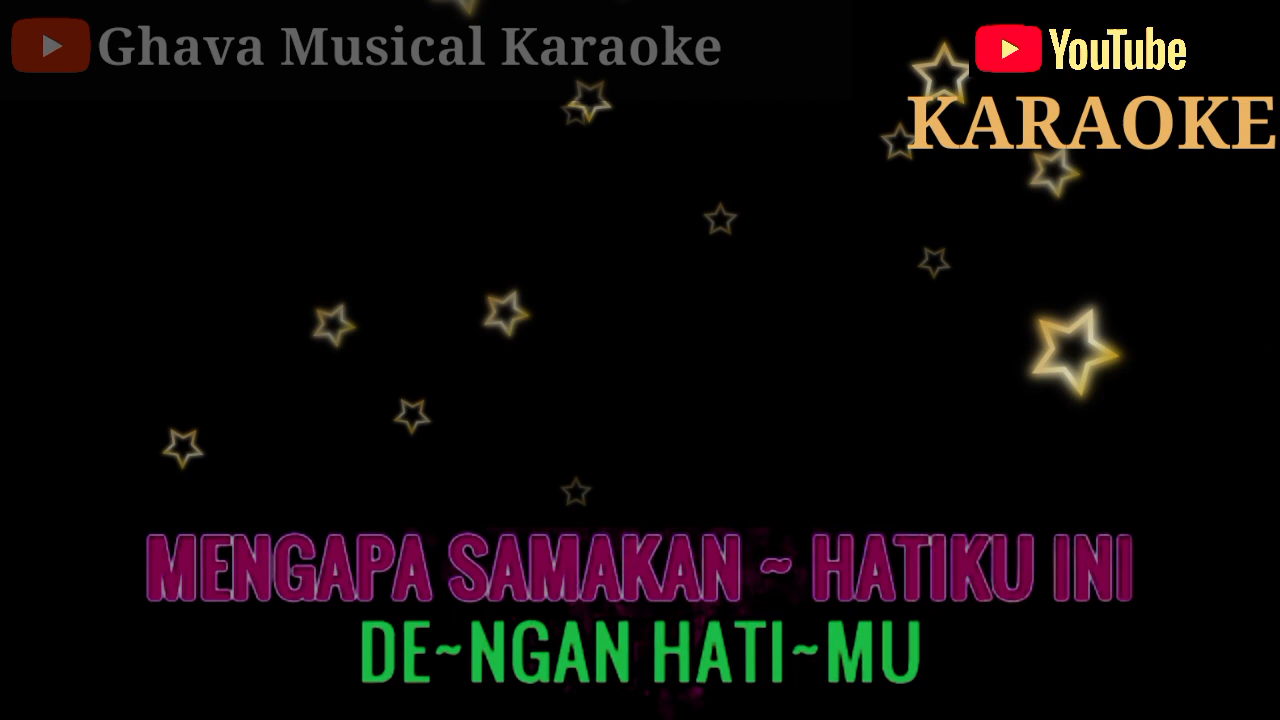 Ghava Musical Karaoke
YouTube
KARAOKE
MENGAPA SAMAKAN ~ HATIKU INI
DE~NGAN HATI~MU